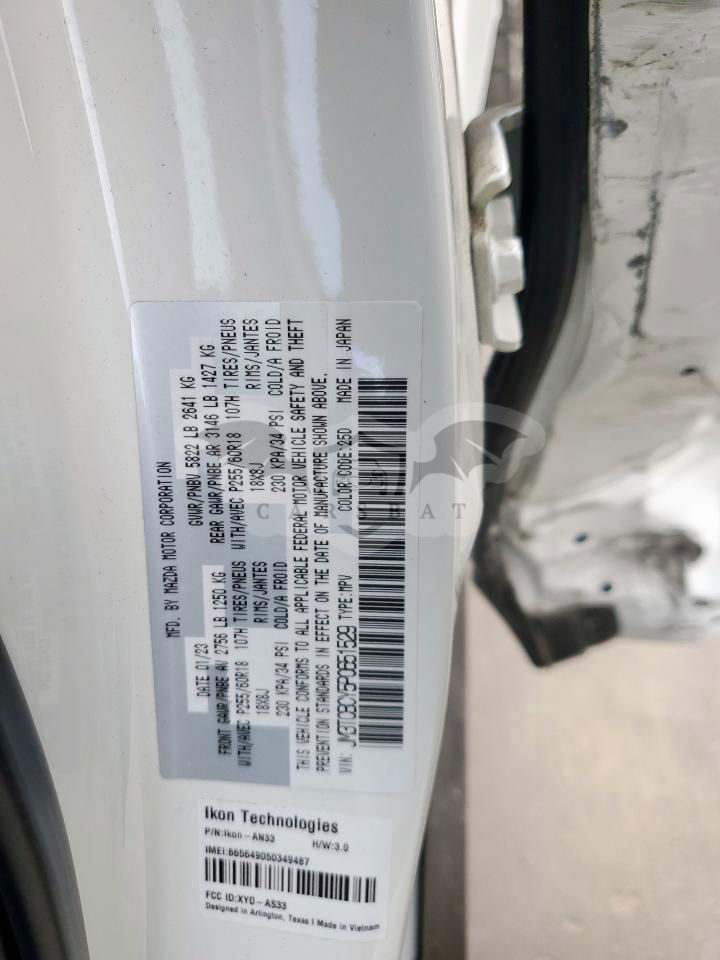 MFD. BY MAZDA MOTOR CORPORATION
DATE 01/23 GVWR/PNBV 5822 LB 2641 KG
FRONT GAWR/PNBE AV 2756 LB 1250 KG REAR GAWR/PNBE AR 3146 LB 1427 KG
WITH/AVEC P255/60R18 107H TIRES/PNEUS WITH/AVEC P255/60R18 107H TIRES/PNEUS
18X8J RIMS/JANTES 18X8J RIMS/JANTES
230 KPA/34 PSI COLD/A FROID 230 KPA/34 PSI COLD/A FROID
THIS VEHICLE CONFORMS TO ALL APPLICABLE FEDERAL MOTOR VEHICLE SAFETY AND THEFT
PREVENTION STANDARDS IN EFFECT ON THE DATE OF MANUFACTURE SHOWN ABOVE.
VIN: JM3TCBCY5P0651529 TYPE:MPV COLOR CODE:25D MADE IN JAPAN
CARSBAT
Ikon Technologies
P/N:Ikon-AN33 H/W:3.0
IMEI:865649050349487
FCC ID:XYO-AS33
Designed in Arlington, Texas | Made in Vietnam